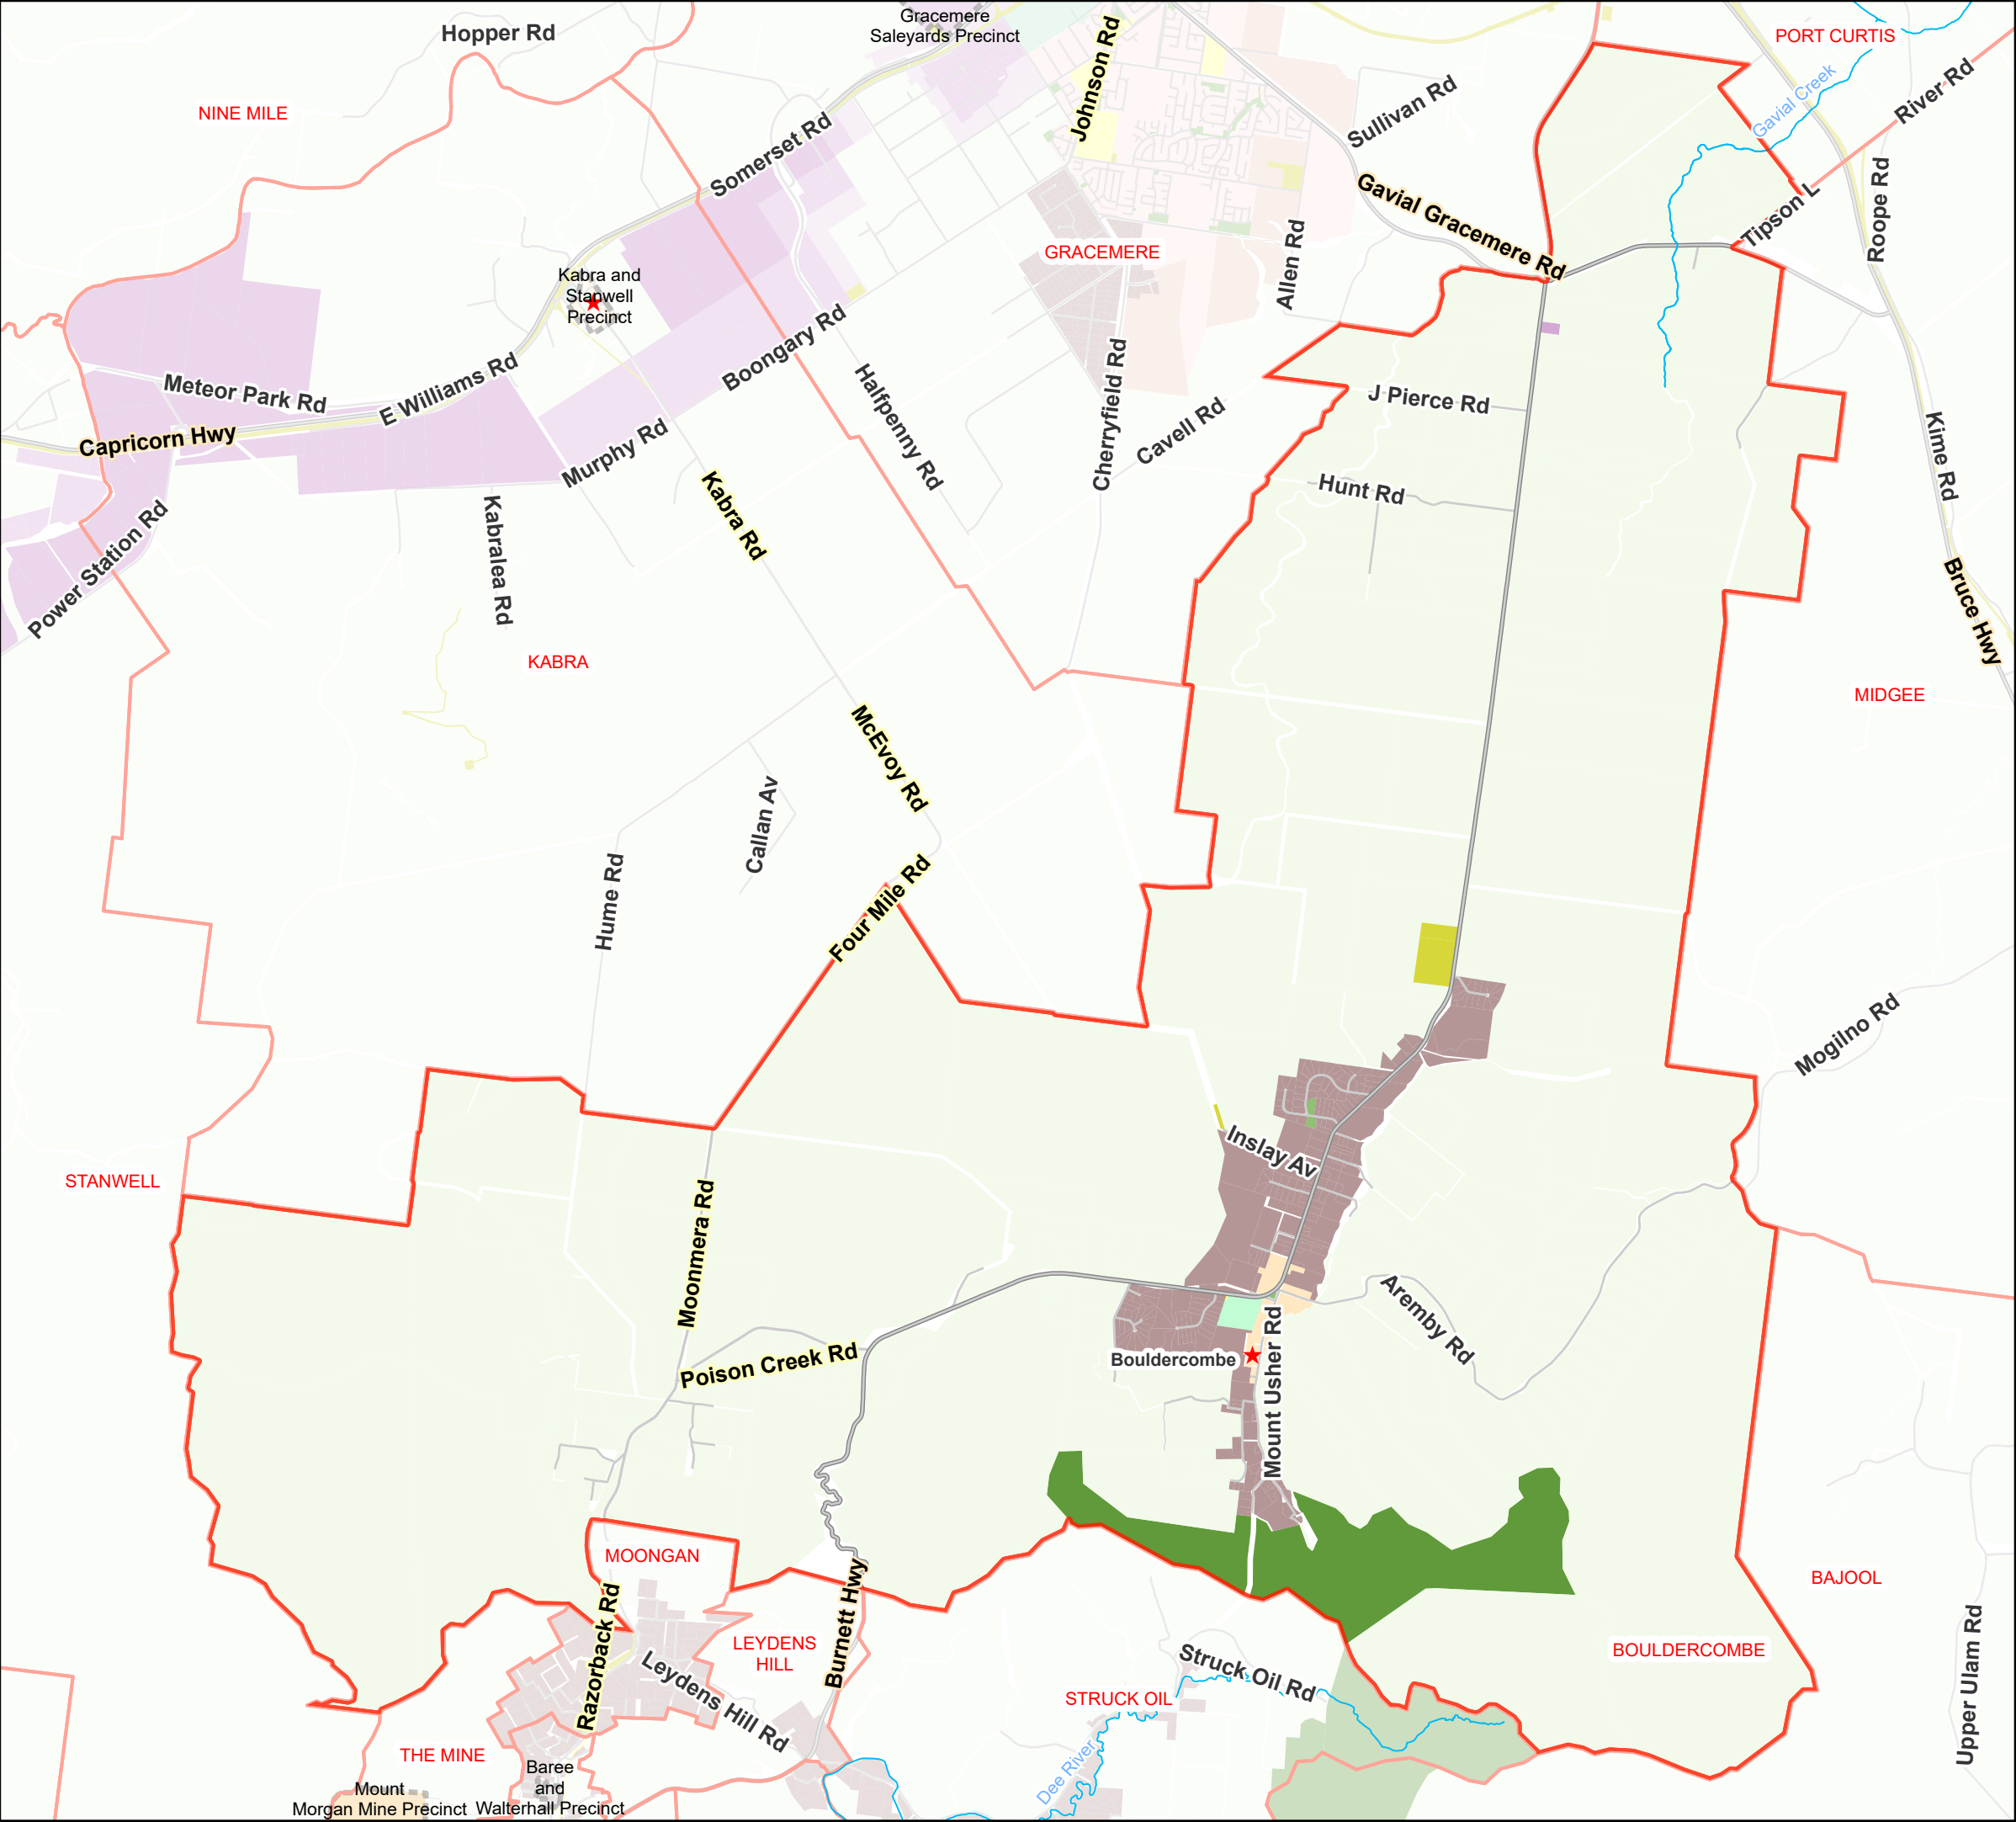 Gracemere
Saleyards Precinct
Hopper Rd
PORT CURTIS
Johnson Rd
River Rd
Gavial Creek
NINE MILE
Sullivan Rd
Somerset Rd
Roope Rd
Tipson L
Gavial Gracemere Rd
GRACEMERE
Allen Rd
Kabra and
Stanwell
Precinct
Boongary Rd
E Williams Rd
Meteor Park Rd
Capricorn Hwy
Halfpenny Rd
Cherryfield Rd
J Pierce Rd
Cavell Rd
Murphy Rd
Kime Rd
Hunt Rd
Kabra Rd
Kabralea Rd
Power Station Rd
Bruce Hwy
KABRA
MIDGEE
McEvoy Rd
Callan Av
Hume Rd
Four Mile Rd
Mogilno Rd
Inslay Av
STANWELL
Moonmera Rd
Aremby Rd
Poison Creek Rd
Bouldercombe
Mount Usher Rd
MOONGAN
BAJOOL
Burnett Hwy
Razorback Rd
LEYDENS
HILL
BOULDERCOMBE
Upper Ulam Rd
Struck Oil Rd
Leydens Hill Rd
STRUCK OIL
THE MINE
Dee River
Baree
and
Walterhall Precinct
Mount
Morgan Mine Precinct